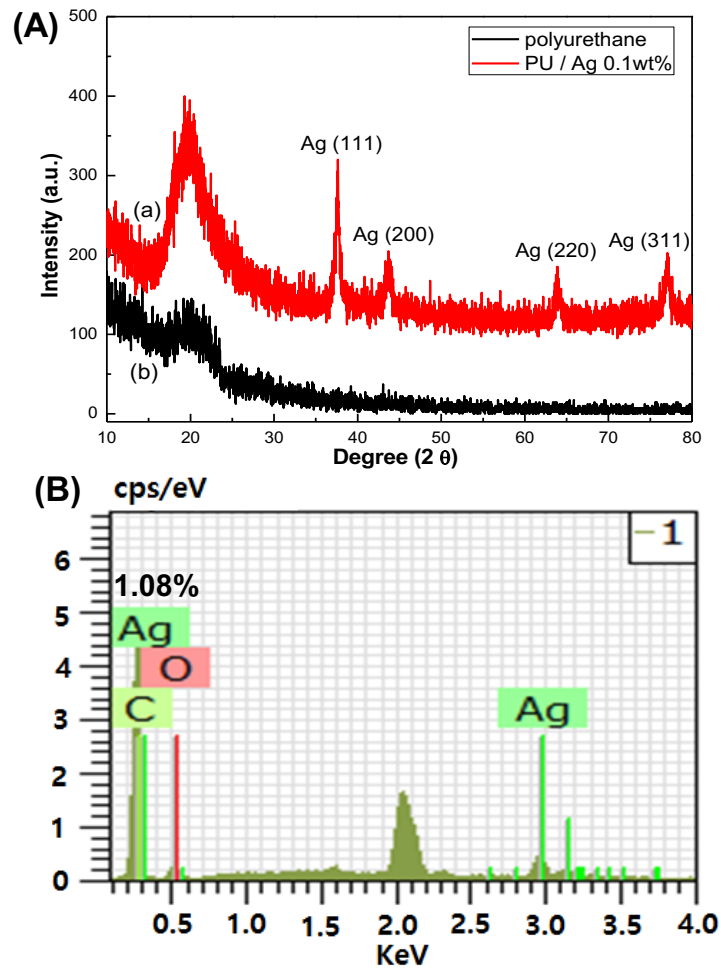 (A)
500
400
300
200
100
0
Intensity (a.u.)
polyurethane
PU / Ag 0.1wt%
Ag (111)
Ag (200)
Ag (220)
Ag (311)
(a)
(b)
10 20 30 40 50 60 70 80
Degree (2 θ)
(B)
cps/eV
1
6
5
4
3
2
1
0
1.08%
Ag
O
C
Ag
0.5 1.0 1.5 2.0 2.5 3.0 3.5 4.0
KeV